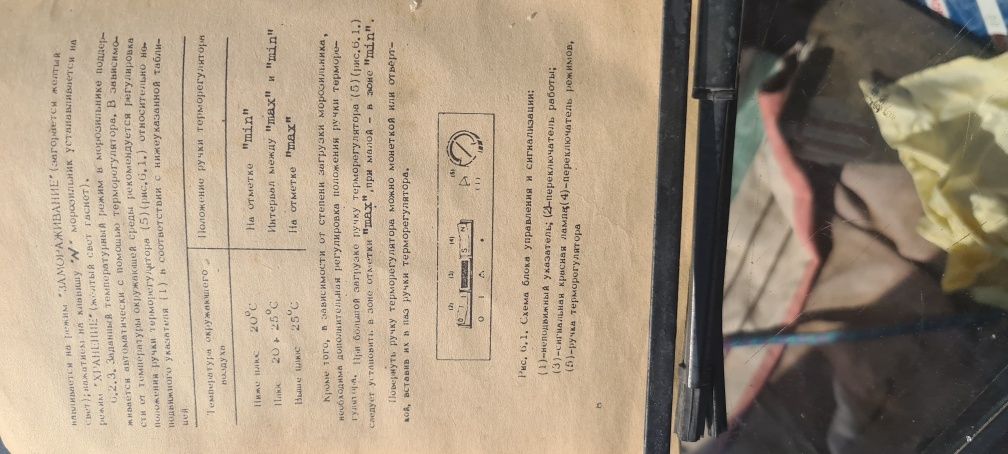 навливается на режим "ЗАМОРАЖИВАНИЕ" (загорается желтый
свет); нажатием на клавишу "N" морозильник устанавливается на
режим "ХРАНЕНИЕ" (желтый свет гаснет).
6.2.3. Заданный температурный режим в морозильнике поддер-
живается автоматически с помощью терморегулятора. В зависимо-
сти от температуры окружающей среды рекомендуется регулировка
положения ручки терморегулятора (5)(рис.6.1.) относительно не-
подвижного указателя (1) в соответствии с нижеуказанной табли-
цей
Температура окружающего воздуха
Положение ручки терморегулятора
Ниже плюс 20°С На отметке "min"
Плюс 20 ÷ 25°С Интервал между "max" и "min"
Выше плюс 25°С На отметке "max"
Кроме того, в зависимости от степени загрузки морозильника,
необходима дополнительная регулировка положения ручки терморе-
гулятора. При большой загрузке ручку терморегулятора (5)(рис.6.1.)
следует установить в зоне отметки "max", при малой - в зоне "min".
Повернуть ручку терморегулятора можно монеткой или отверт-
кой, вставив их в паз ручки терморегулятора.
Рис. 6.1. Схема блока управления и сигнализации:
(1)-неподвижный указатель; (2)-переключатель работы;
(3)-сигнальная красная лампа; (4)-переключатель режимов,
(5)-ручка терморегулятора
8